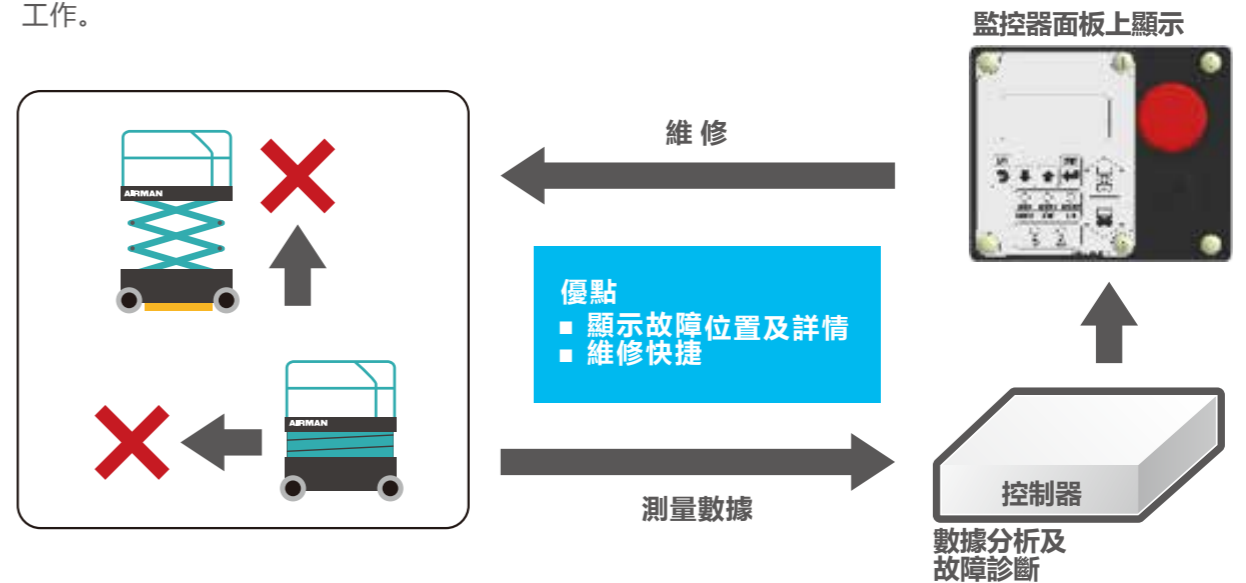 工作。
監控器面板上顯示
維 修
AIRMAN
優點
■ 顯示故障位置及詳情
■ 維修快捷
AIRMAN
控制器
測量數據
數據分析及
故障診斷